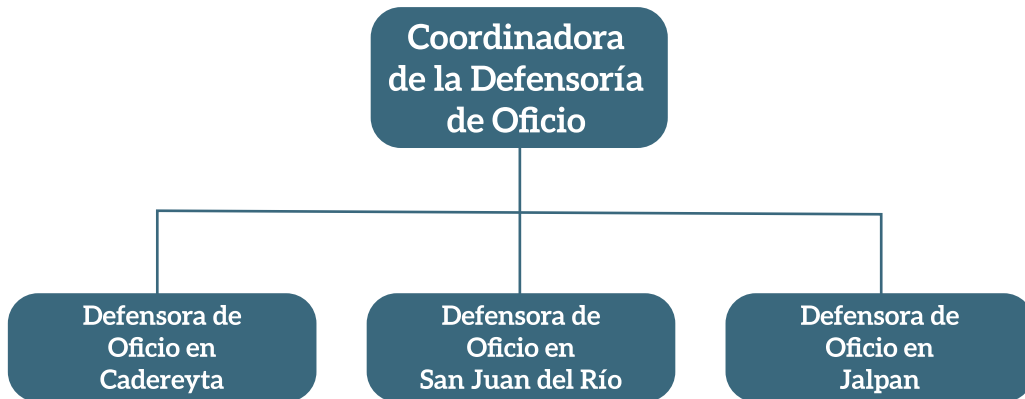 Coordinadora
de la Defensoría
de Oficio
Defensora de
Oficio en
Cadereyta
Defensora de
Oficio en
San Juan del Río
Defensora de
Oficio en
Jalpan